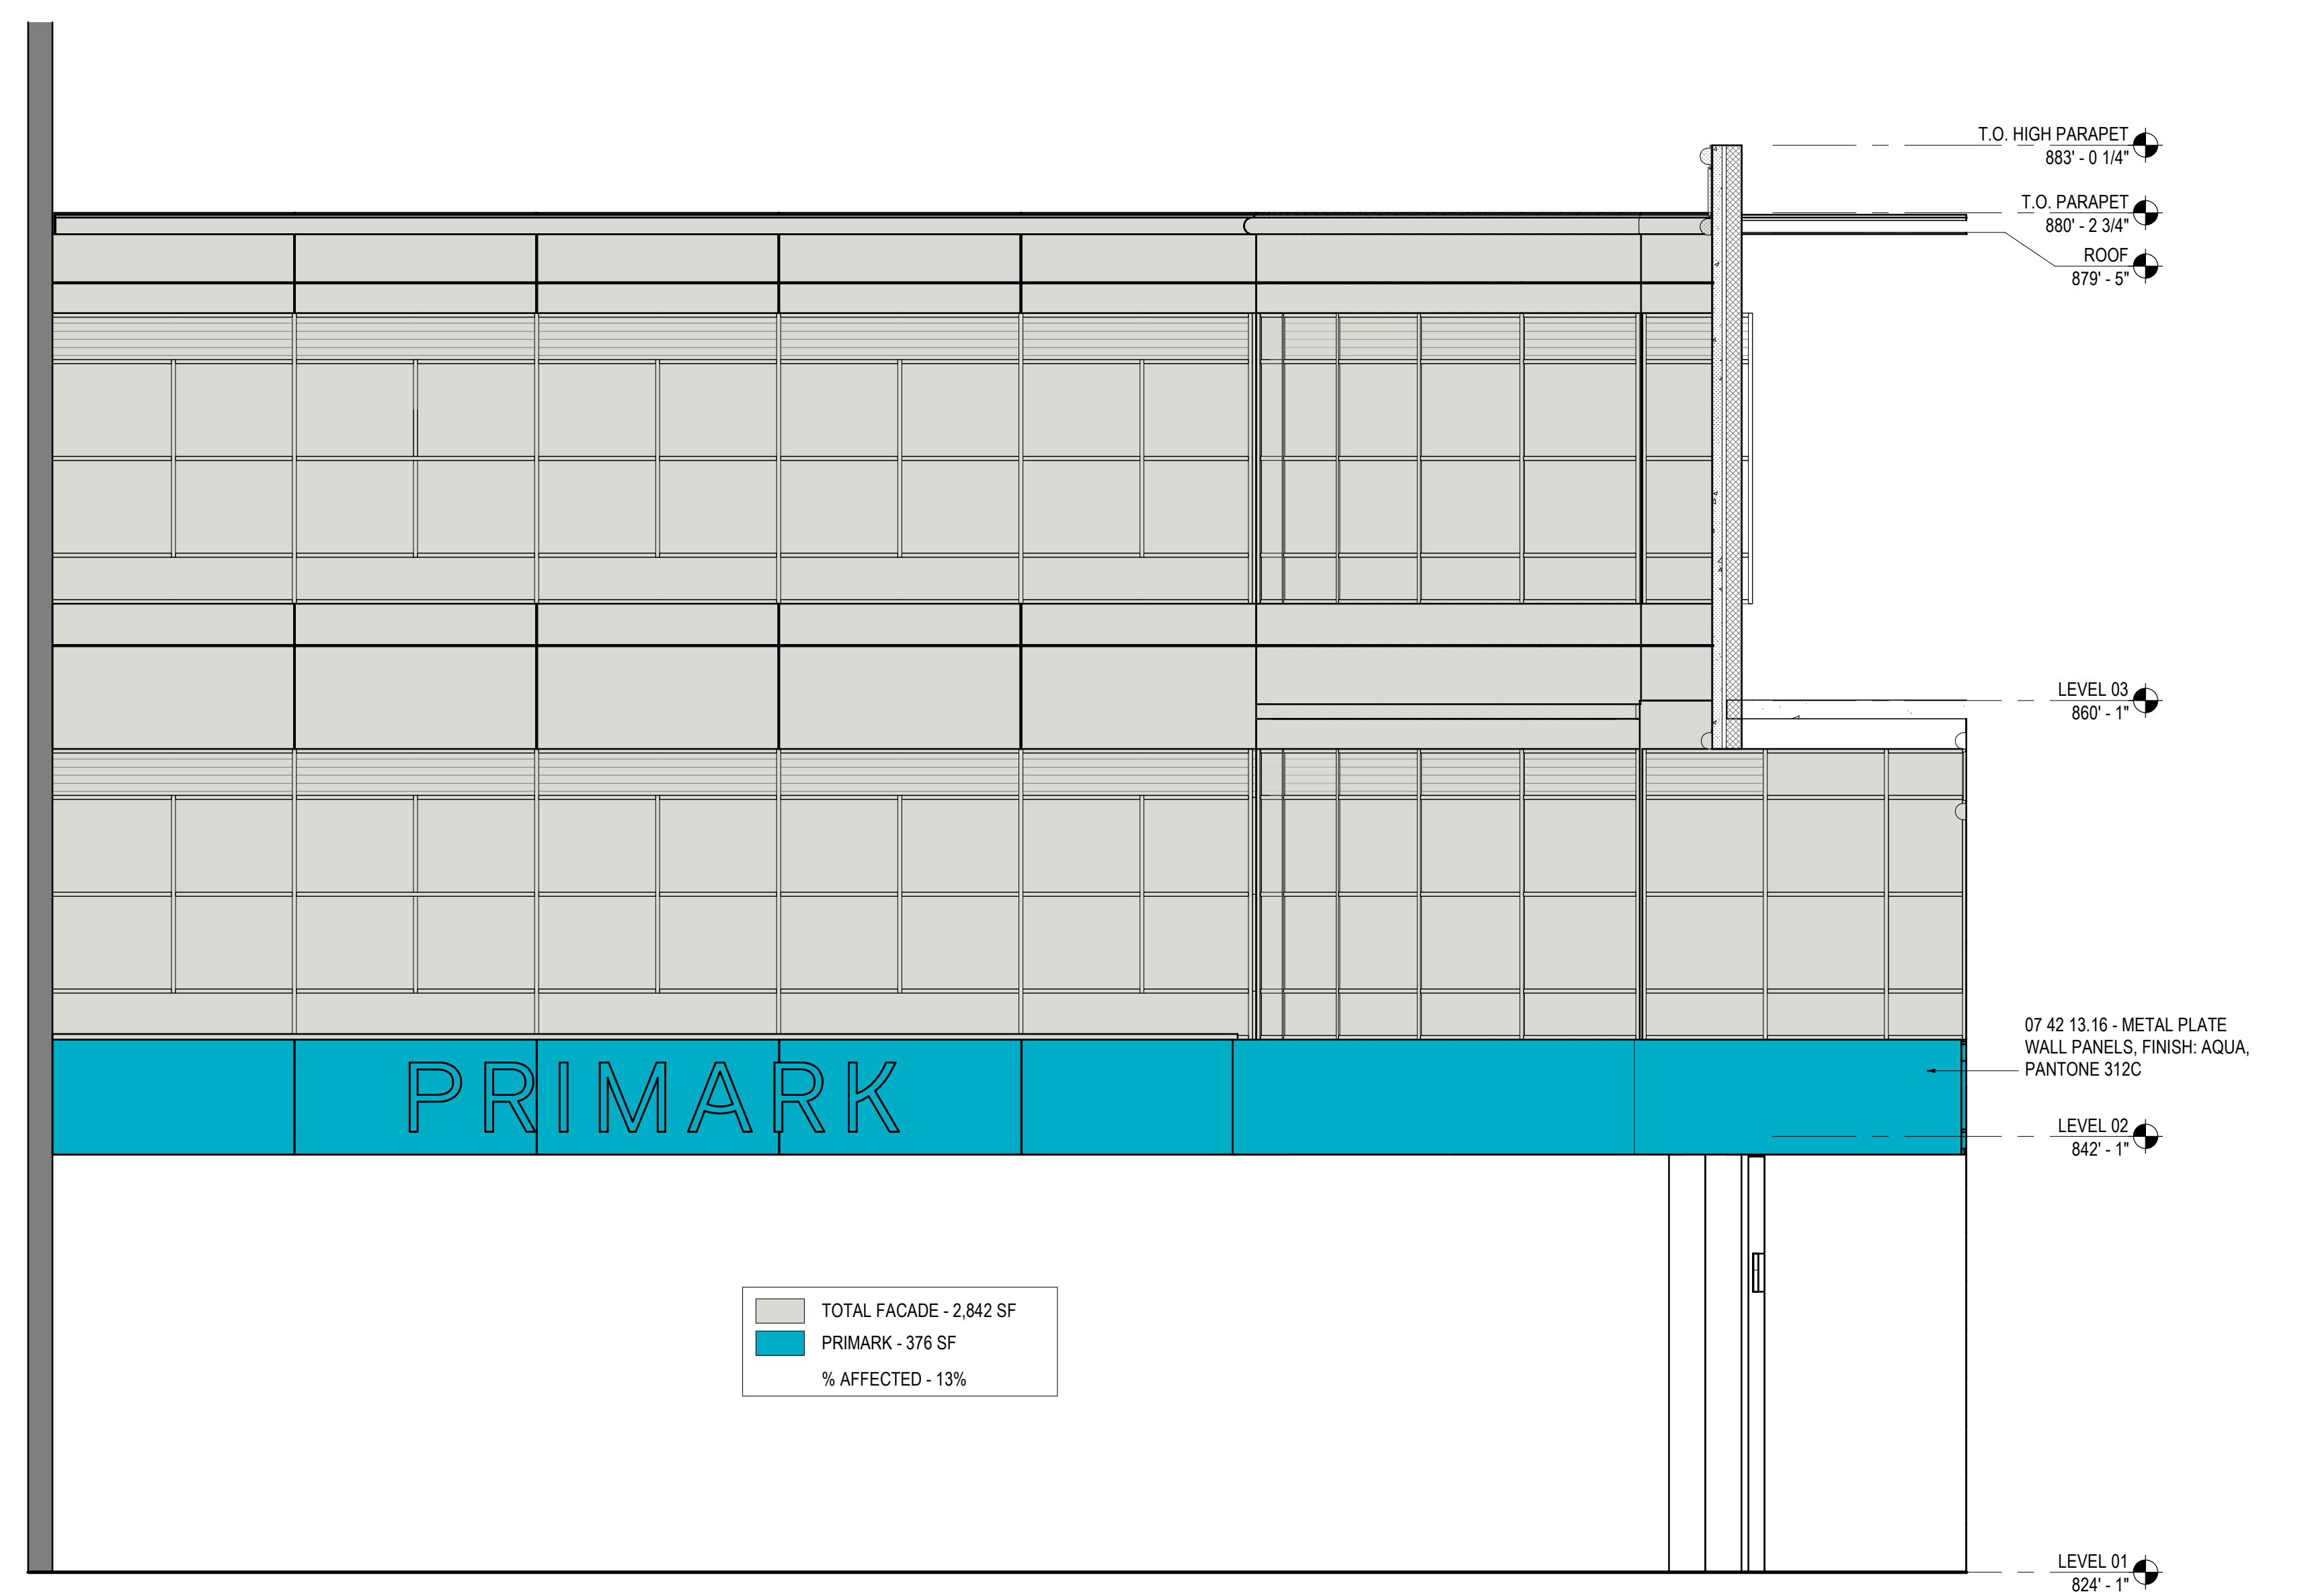 T.O. HIGH PARAPET
883' - 0 1/4"
T.O. PARAPET
880' - 2 3/4"
ROOF
879' - 5"
LEVEL 03
860' - 1"
07 42 13.16 - METAL PLATE
WALL PANELS, FINISH: AQUA,
PANTONE 312C
PRIMARK
LEVEL 02
842' - 1"
TOTAL FACADE - 2,842 SF
PRIMARK - 376 SF
% AFFECTED - 13%
LEVEL 01
824' - 1"